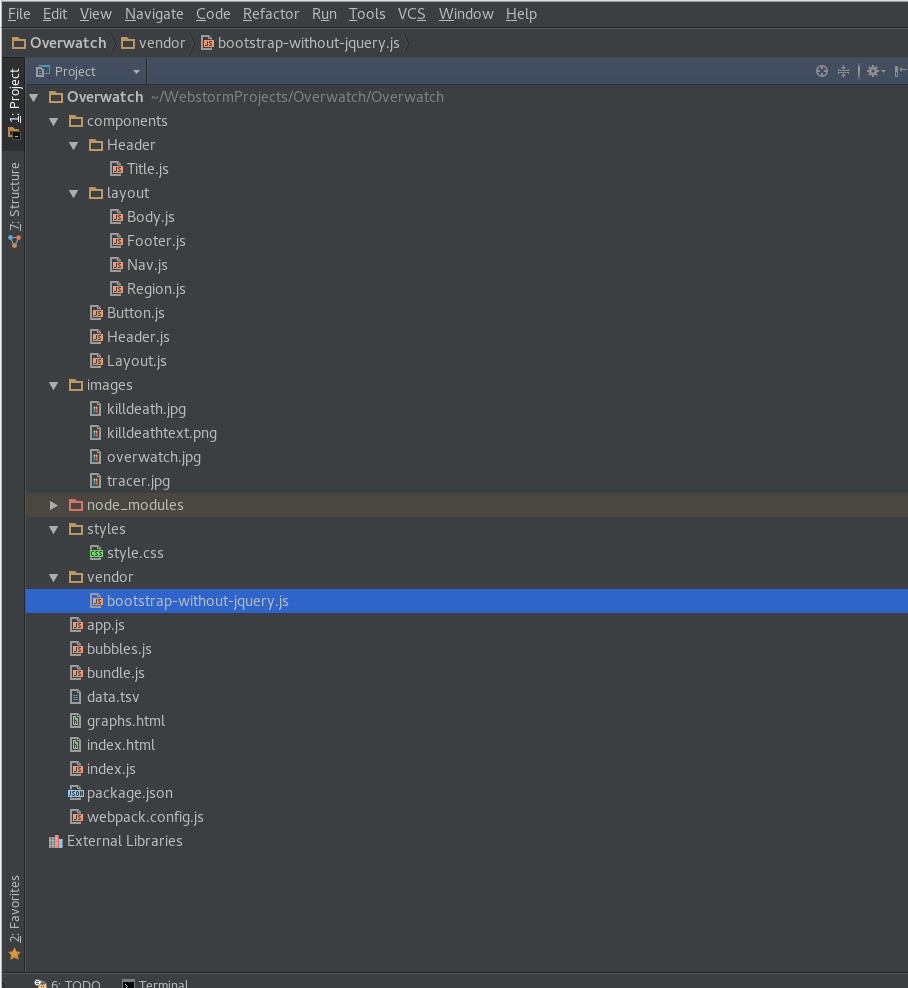 File Edit View Navigate Code Refactor Run Tools VCS Window Help
Overwatch vendor bootstrap-without-jquery.js
Project
1: Project
7: Structure
2: Favorites
Overwatch ~/WebstormProjects/Overwatch/Overwatch
components
Header
Title.js
layout
Body.js
Footer.js
Nav.js
Region.js
Button.js
Header.js
Layout.js
images
killdeath.jpg
killdeathtext.png
overwatch.jpg
tracer.jpg
node_modules
styles
style.css
vendor
bootstrap-without-jquery.js
app.js
bubbles.js
bundle.js
data.tsv
graphs.html
index.html
index.js
package.json
webpack.config.js
External Libraries
6: TODO Terminal